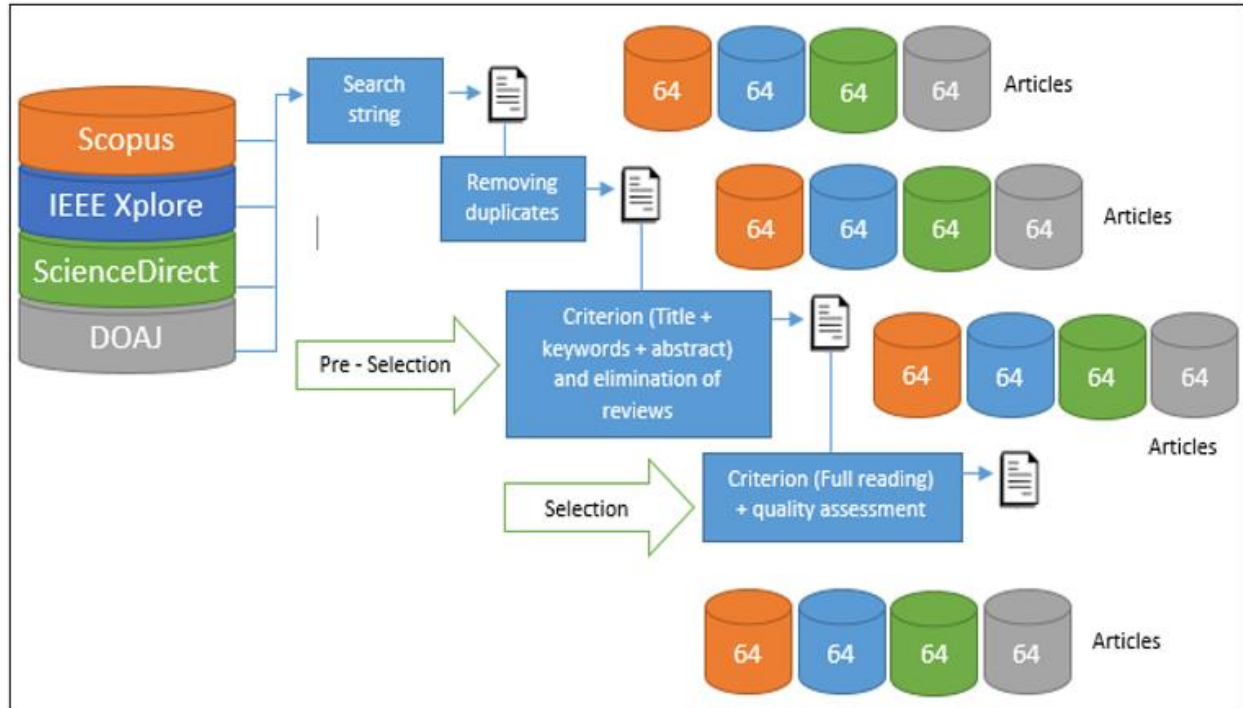 Scopus
IEEE Xplore
ScienceDirect
DOAJ
Search
string
64 64 64 64
Articles
Removing
duplicates
64 64 64 64
Articles
Pre - Selection
Criterion (Title +
keywords + abstract)
and elimination of
reviews
64 64 64 64
Articles
Selection
Criterion (Full reading)
+ quality assessment
64 64 64 64
Articles